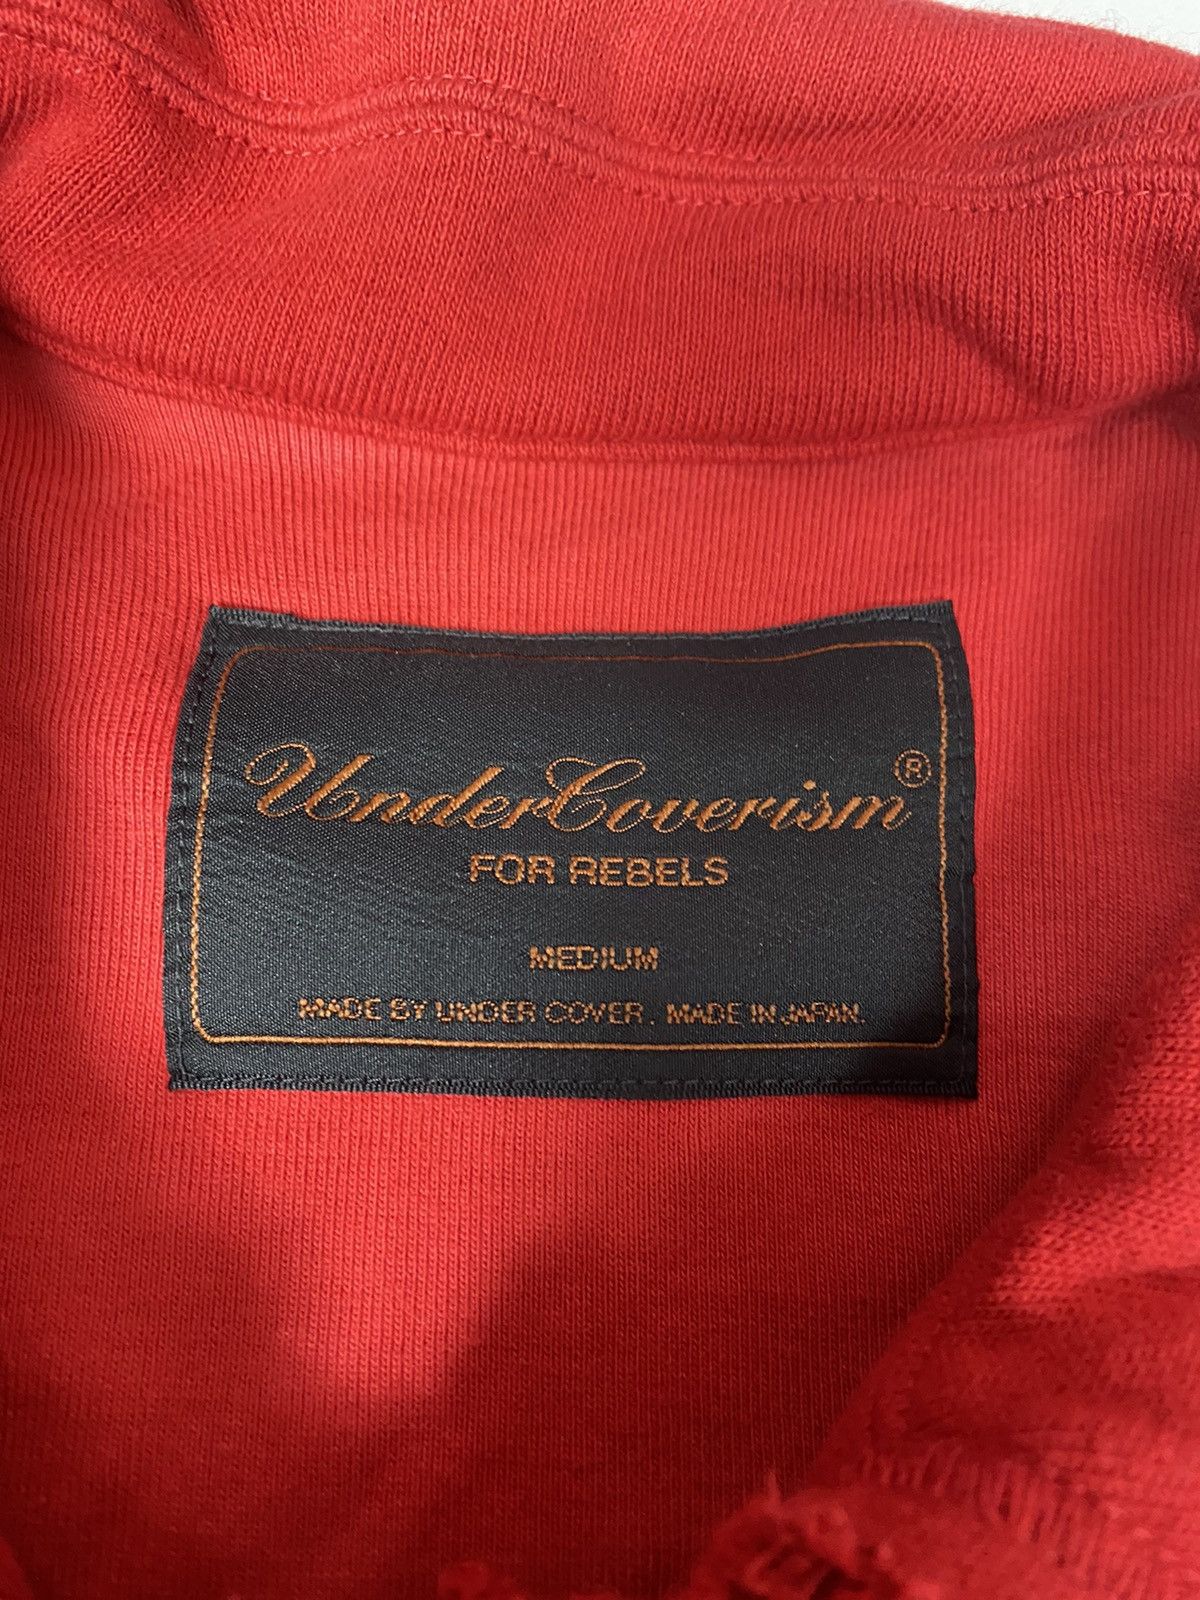 UnderCoverism®
FOR REBELS
MEDIUM
MADE BY UNDER COVER. MADE IN JAPAN.